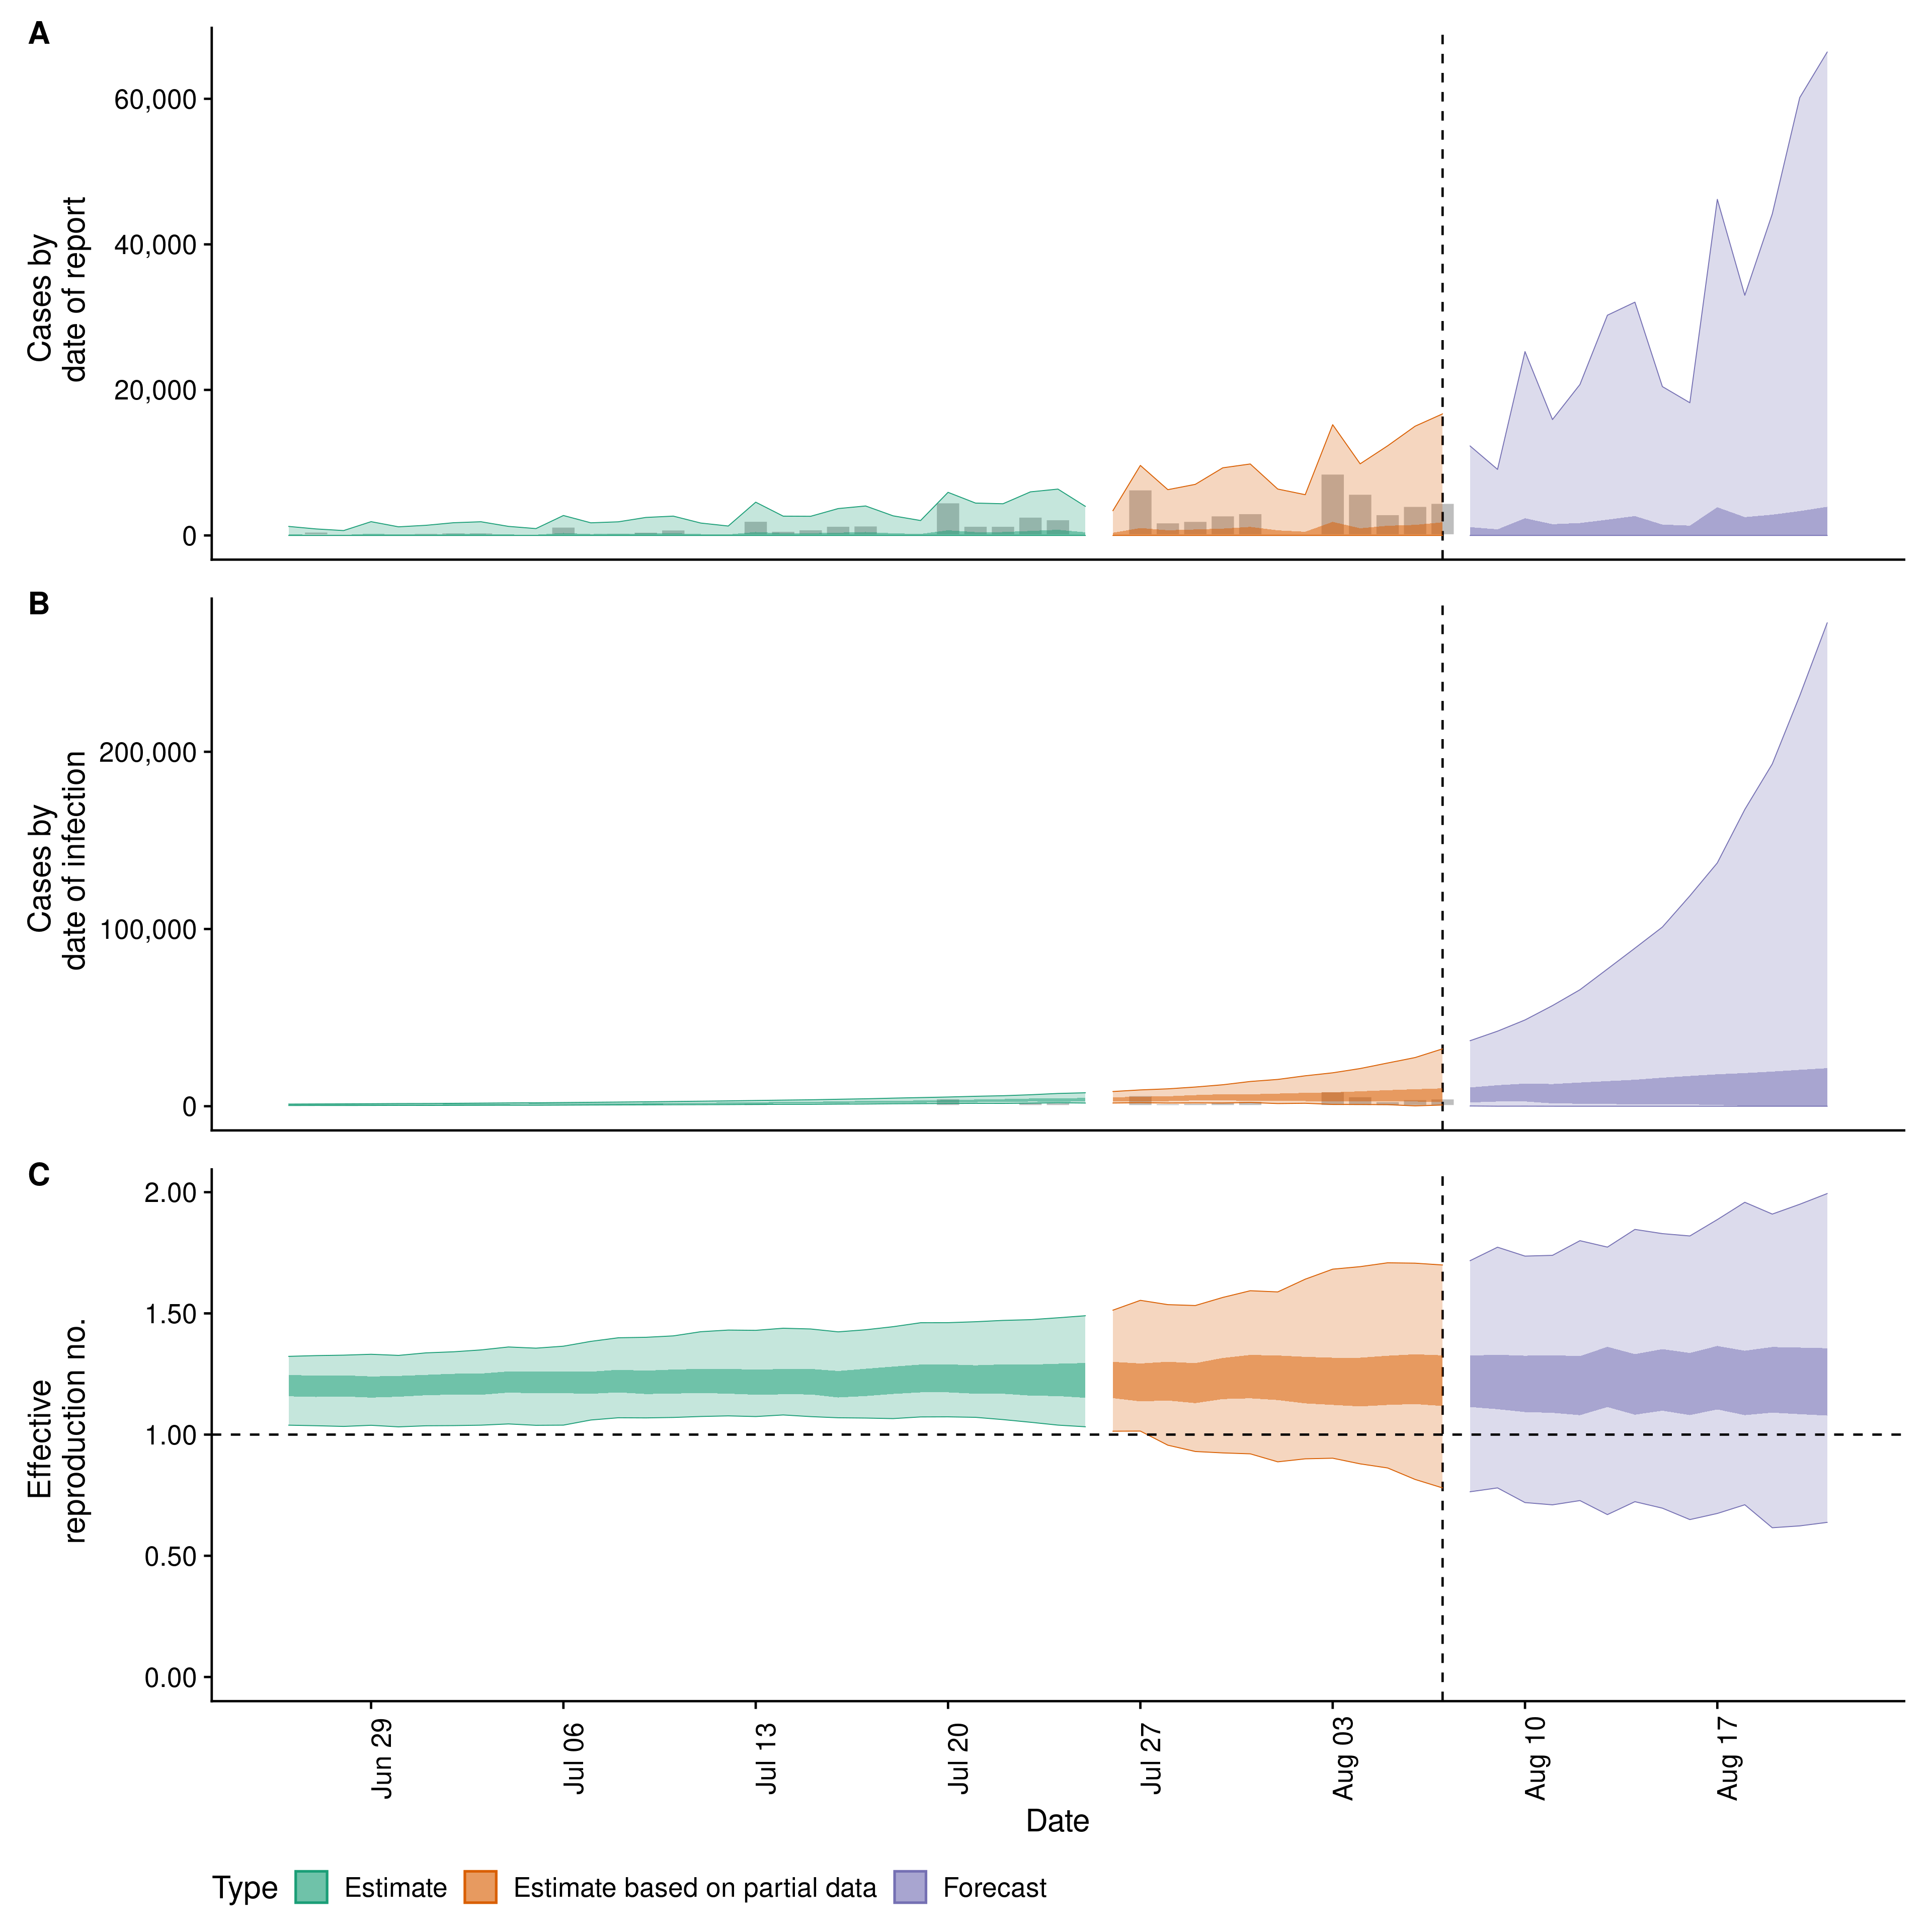 A
60,000
40,000
20,000
0
Cases by
date of report
B
200,000
100,000
0
Cases by
date of infection
C
2.00
1.50
1.00
0.50
0.00
Effective
reproduction no.
Jun 29
Jul 06
Jul 13
Jul 20
Jul 27
Aug 03
Aug 10
Aug 17
Date
Type Estimate Estimate based on partial data Forecast